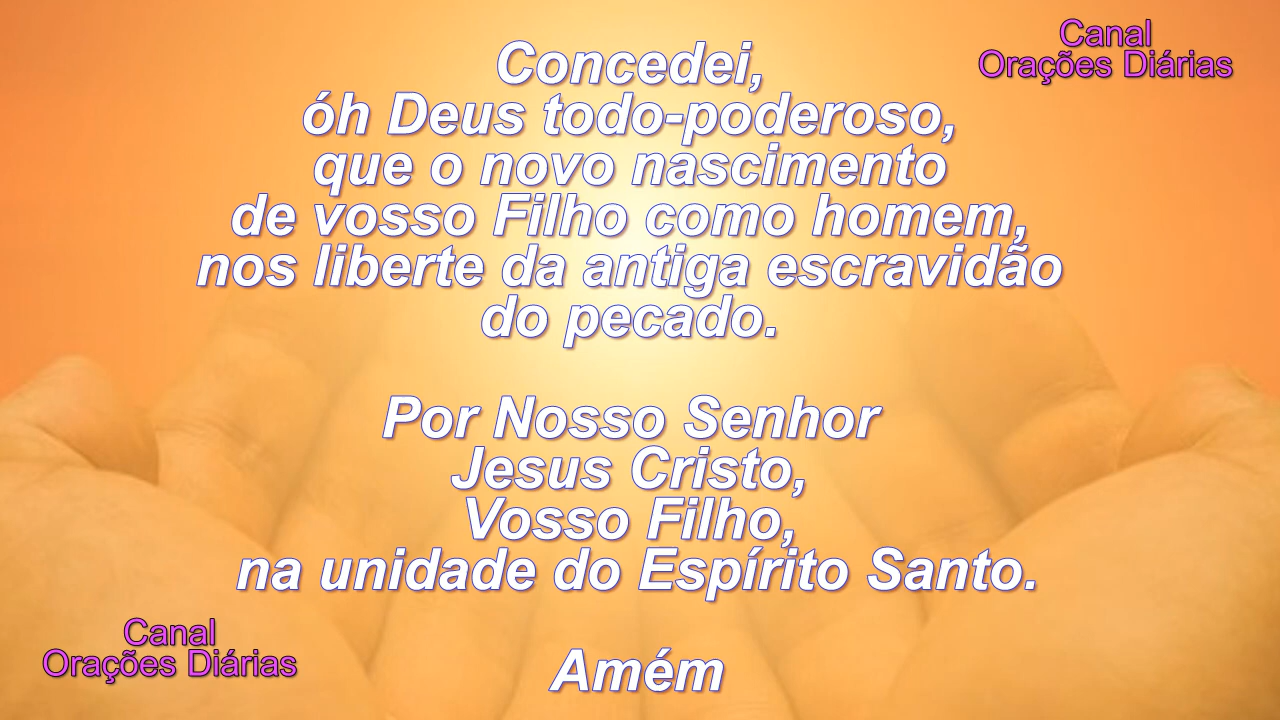 Canal
Orações Diárias
Concedei,
óh Deus todo-poderoso,
que o novo nascimento
de vosso Filho como homem,
nos liberte da antiga escravidão
do pecado.
Por Nosso Senhor
Jesus Cristo,
Vosso Filho,
na unidade do Espírito Santo.
Amém
Canal
Orações Diárias